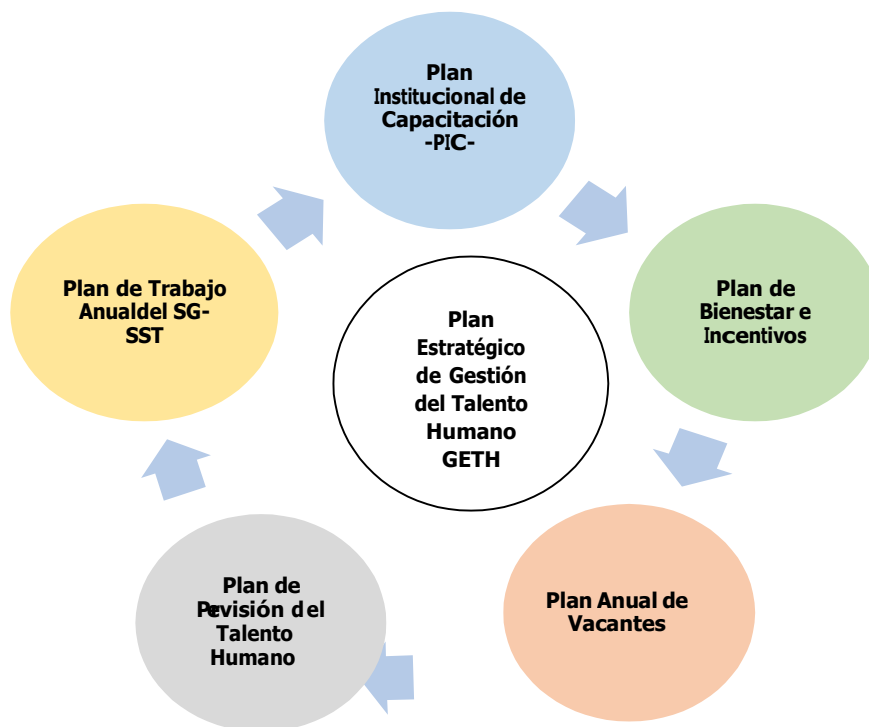 Plan
Institucional de
Capacitación
-PIC-
Plan de
Bienestar e
Incentivos
Plan Anual de
Vacantes
Plan de
Previsión del
Talento
Humano
Plan de Trabajo
Anualdel SG-
SST
Plan
Estratégico
de Gestión
del Talento
Humano
GETH